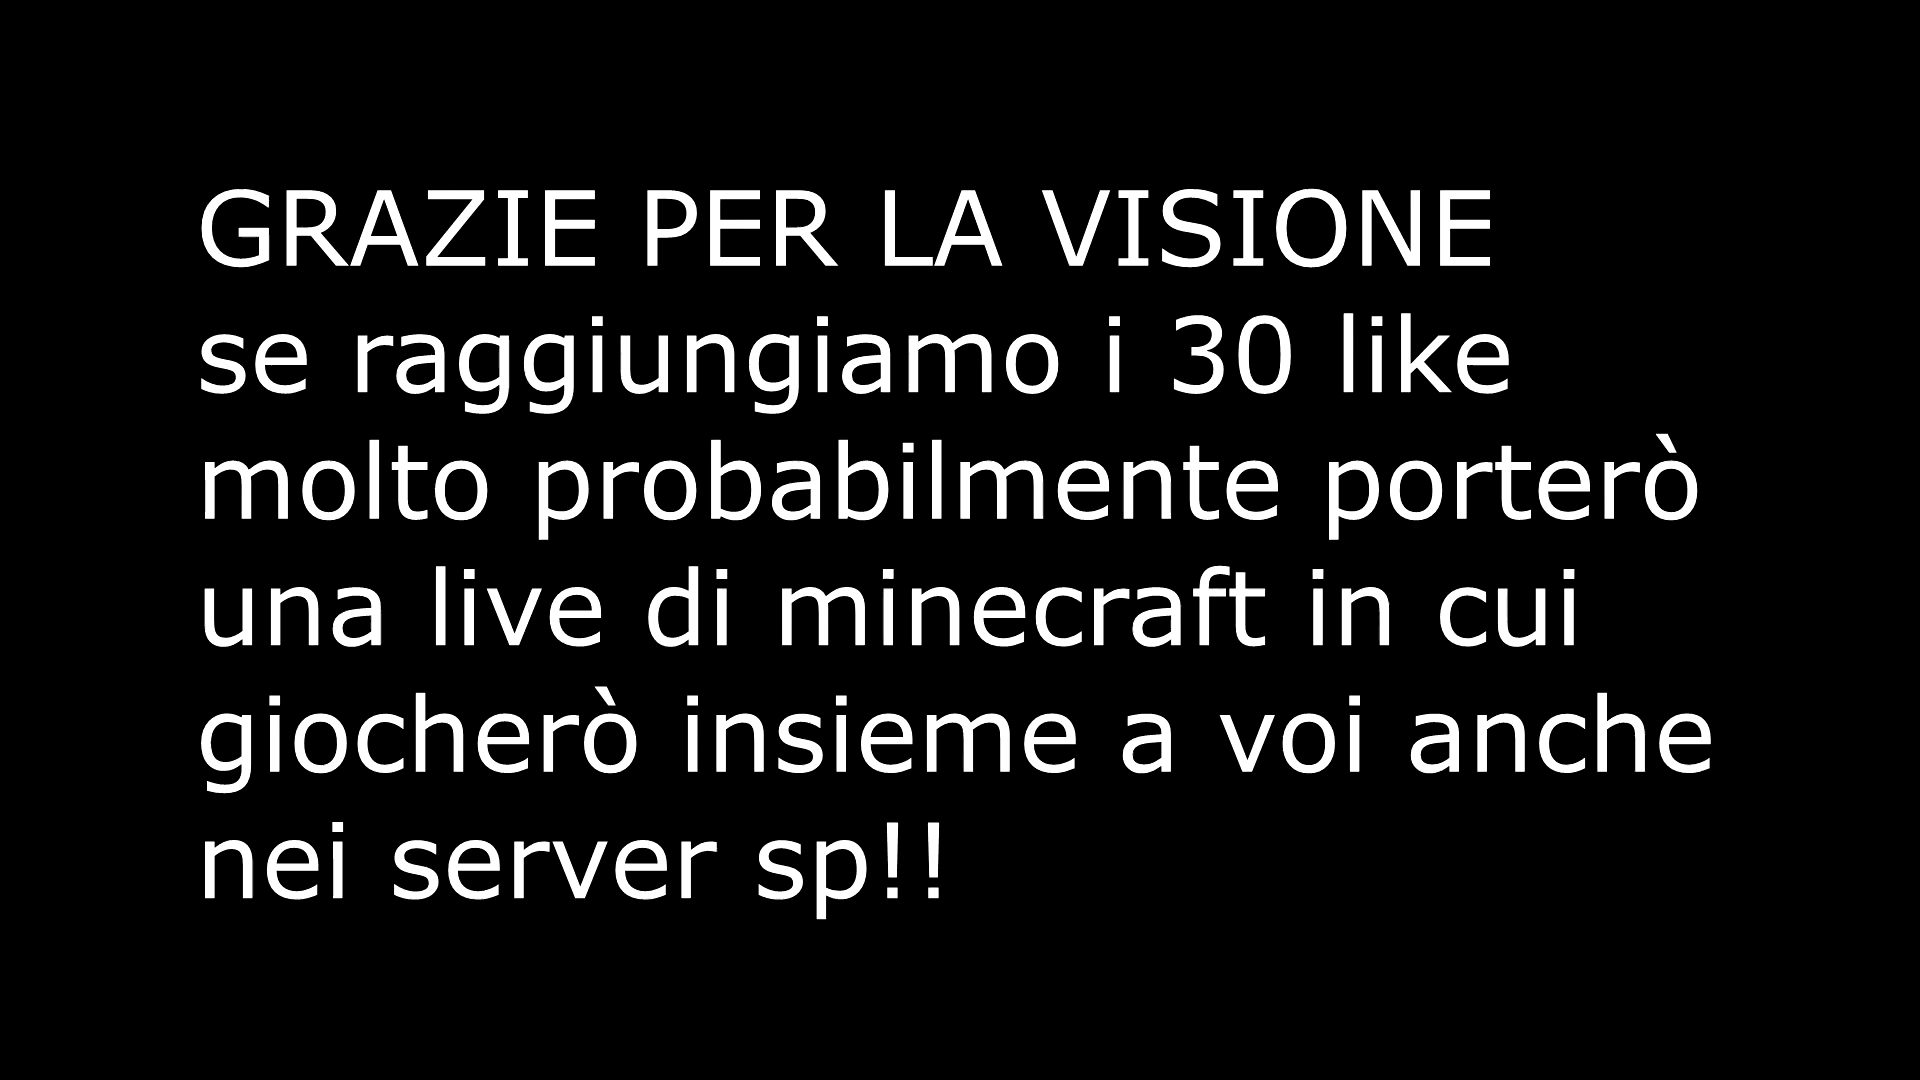 GRAZIE PER LA VISIONE
se raggiungiamo i 30 like
molto probabilmente porterò
una live di minecraft in cui
giocherò insieme a voi anche
nei server sp!!